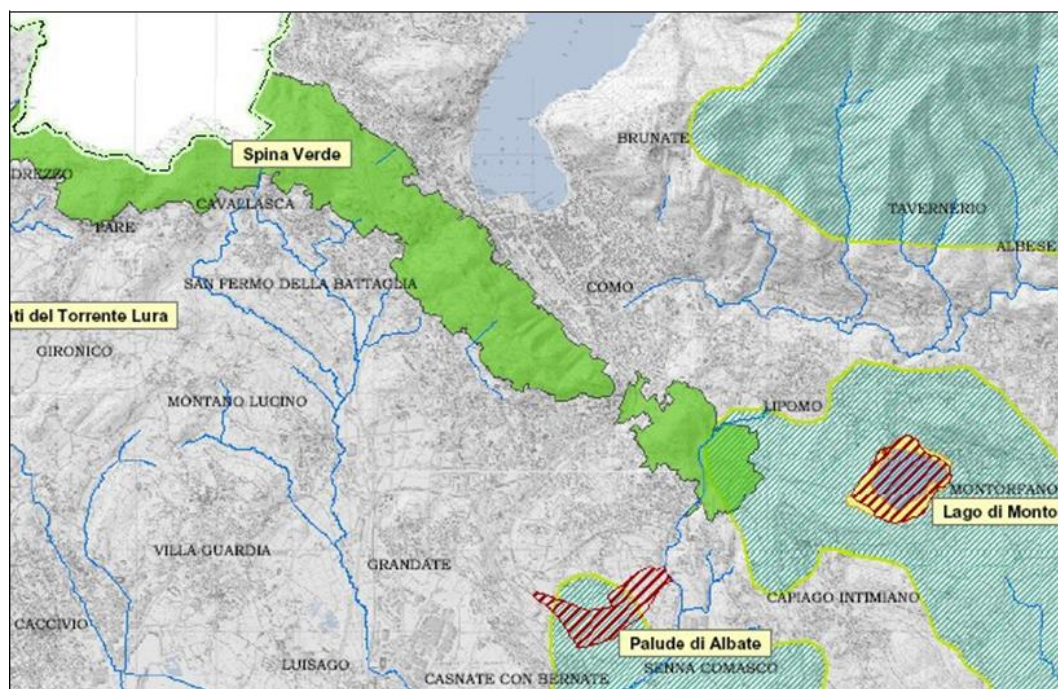 BRUNATE
Spina Verde
DREZZO
CAVALLASCA
TAVERNERIO
PARE
ALBESE
SAN FERMO DELLA BATTAGLIA
COMO
ti del Torrente Lura
GIRONICO
MONTANO LUCINO
LIPOMO
MONTORFANO
Lago di Monto
VILLA GUARDIA
GRANDATE
CAPIAGO INTIMIANO
CACCIVIO
Palude di Albate
LUISAGO
SENNA COMASCO
CASNATE CON BERNATE